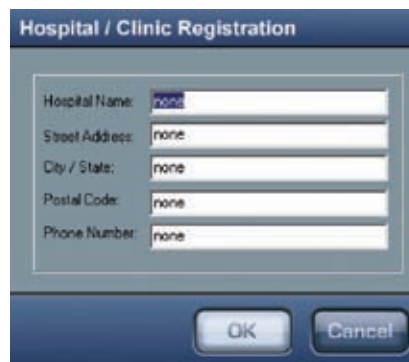 Hospital / Clinic Registration
Hospital Name: none
Street Address: none
City / State: none
Postal Code: none
Phone Number: none
OK Cancel